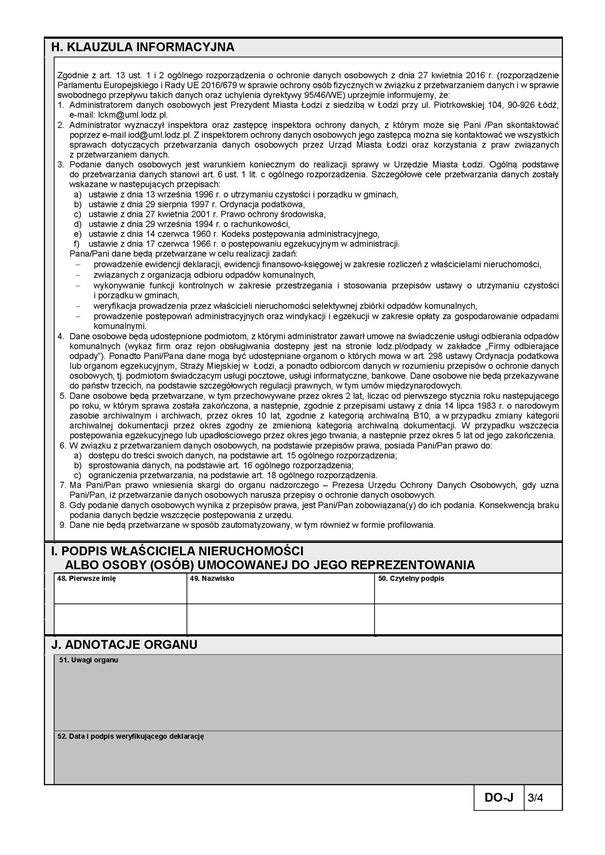 H. KLAUZULA INFORMACYJNA
Zgodnie z art. 13 ust. 1 i 2 ogólnego rozporządzenia o ochronie danych osobowych z dnia 27 kwietnia 2016 r. (rozporządzenie
Parlamentu Europejskiego i Rady UE 2016/679 w sprawie ochrony osób fizycznych w związku z przetwarzaniem danych i w sprawie
swobodnego przepływu takich danych oraz uchylenia dyrektywy 95/46/WE) uprzejmie informujemy, że:
1. Administratorem danych osobowych jest Prezydent Miasta Łodzi z siedzibą w Łodzi przy ul. Piotrkowskiej 104, 90-926 Łódź,
e-mail: lckm@uml.lodz.pl.
2. Administrator wyznaczył inspektora oraz zastępcę inspektora ochrony danych, z którym może się Pani /Pan skontaktować
poprzez e-mail iod@uml.lodz.pl. Z inspektorem ochrony danych osobowych jego zastępcą można się kontaktować we wszystkich
sprawach dotyczących przetwarzania danych osobowych przez Urząd Miasta Łodzi oraz korzystania z praw związanych
z przetwarzaniem danych.
3. Podanie danych osobowych jest warunkiem koniecznym do realizacji sprawy w Urzędzie Miasta Łodzi. Ogólną podstawę
do przetwarzania danych stanowi art. 6 ust. 1 lit. c ogólnego rozporządzenia. Szczegółowe cele przetwarzania danych zostały
wskazane w następujących przepisach:
a) ustawie z dnia 13 września 1996 r. o utrzymaniu czystości i porządku w gminach,
b) ustawie z dnia 29 sierpnia 1997 r. Ordynacja podatkowa,
c) ustawie z dnia 27 kwietnia 2001 r. Prawo ochrony środowiska,
d) ustawie z dnia 29 września 1994 r. o rachunkowości,
e) ustawie z dnia 14 czerwca 1960 r. Kodeks postępowania administracyjnego,
f) ustawie z dnia 17 czerwca 1966 r. o postępowaniu egzekucyjnym w administracji.
Pana/Pani dane będą przetwarzane w celu realizacji zadań:
– prowadzenie ewidencji deklaracji, ewidencji finansowo-księgowej w zakresie rozliczeń z właścicielami nieruchomości,
– związanych z organizacją odbioru odpadów komunalnych,
– wykonywanie funkcji kontrolnych w zakresie przestrzegania i stosowania przepisów ustawy o utrzymaniu czystości
i porządku w gminach,
– weryfikacja prowadzenia przez właścicieli nieruchomości selektywnej zbiórki odpadów komunalnych,
– prowadzenie postępowań administracyjnych oraz windykacji i egzekucji w zakresie opłaty za gospodarowanie odpadami
komunalnymi.
4. Dane osobowe będą udostępnione podmiotom, z którymi administrator zawarł umowę na świadczenie usługi odbierania odpadów
komunalnych (wykaz firm oraz rejon obsługiwania dostępny jest na stronie lodz.pl/odpady w zakładce „Firmy odbierające
odpady”). Ponadto Pani/Pana dane mogą być udostępniane organom o których mowa w art. 298 ustawy Ordynacja podatkowa
lub organom egzekucyjnym, Straży Miejskiej w Łodzi, a ponadto odbiorcom danych w rozumieniu przepisów o ochronie danych
osobowych, tj. podmiotom świadczącym usługi pocztowe, usługi informatyczne, bankowe. Dane osobowe nie będą przekazywane
do państw trzecich, na podstawie szczegółowych regulacji prawnych, w tym umów międzynarodowych.
5. Dane osobowe będą przetwarzane, w tym przechowywane przez okres 2 lat, licząc od pierwszego stycznia roku następującego
po roku, w którym sprawa została zakończona, a następnie, zgodnie z przepisami ustawy z dnia 14 lipca 1983 r. o narodowym
zasobie archiwalnym i archiwach, przez okres 10 lat, zgodnie z kategorią archiwalną B10, a w przypadku zmiany kategorii
archiwalnej dokumentacji przez okres zgodny ze zmienioną kategorią archiwalną dokumentacji. W przypadku wszczęcia
postępowania egzekucyjnego lub upadłościowego przez okres jego trwania, a następnie przez okres 5 lat od jego zakończenia.
6. W związku z przetwarzaniem danych osobowych, na podstawie przepisów prawa, posiada Pani/Pan prawo do:
a) dostępu do treści swoich danych, na podstawie art. 15 ogólnego rozporządzenia;
b) sprostowania danych, na podstawie art. 16 ogólnego rozporządzenia;
c) ograniczenia przetwarzania, na podstawie art. 18 ogólnego rozporządzenia.
7. Ma Pani/Pan prawo wniesienia skargi do organu nadzorczego – Prezesa Urzędu Ochrony Danych Osobowych, gdy uzna
Pani/Pan, iż przetwarzanie danych osobowych narusza przepisy o ochronie danych osobowych.
8. Gdy podanie danych osobowych wynika z przepisów prawa, jest Pani/Pan zobowiązana(y) do ich podania. Konsekwencją braku
podania danych będzie wszczęcie postępowania z urzędu.
9. Dane nie będą przetwarzane w sposób zautomatyzowany, w tym również w formie profilowania.
I. PODPIS WŁAŚCICIELA NIERUCHOMOŚCI
ALBO OSOBY (OSÓB) UMOCOWANEJ DO JEGO REPREZENTOWANIA
48. Pierwsze imię 49. Nazwisko 50. Czytelny podpis
J. ADNOTACJE ORGANU
51. Uwagi organu
52. Data i podpis weryfikującego deklarację
DO-J 3/4